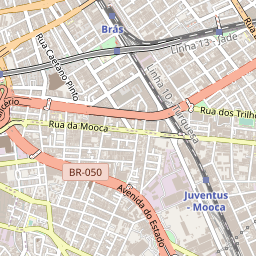 Brás
Rua Caetano Pinto
Linha 13 - Jade
Linha 10 - Turquesa
Rua dos Trilh
Rua da Mooca
BR-050
Avenida do Estado
Juventus
- Mooca